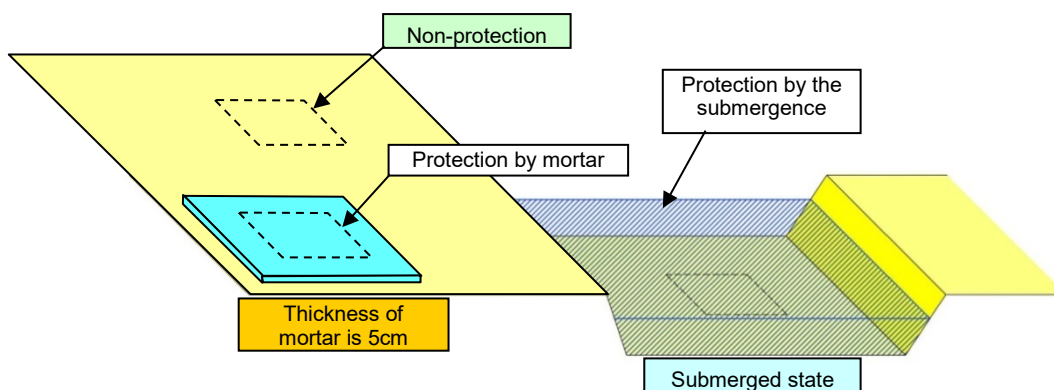 Non-protection
Protection by the
submergence
Protection by mortar
Thickness of
mortar is 5cm
Submerged state